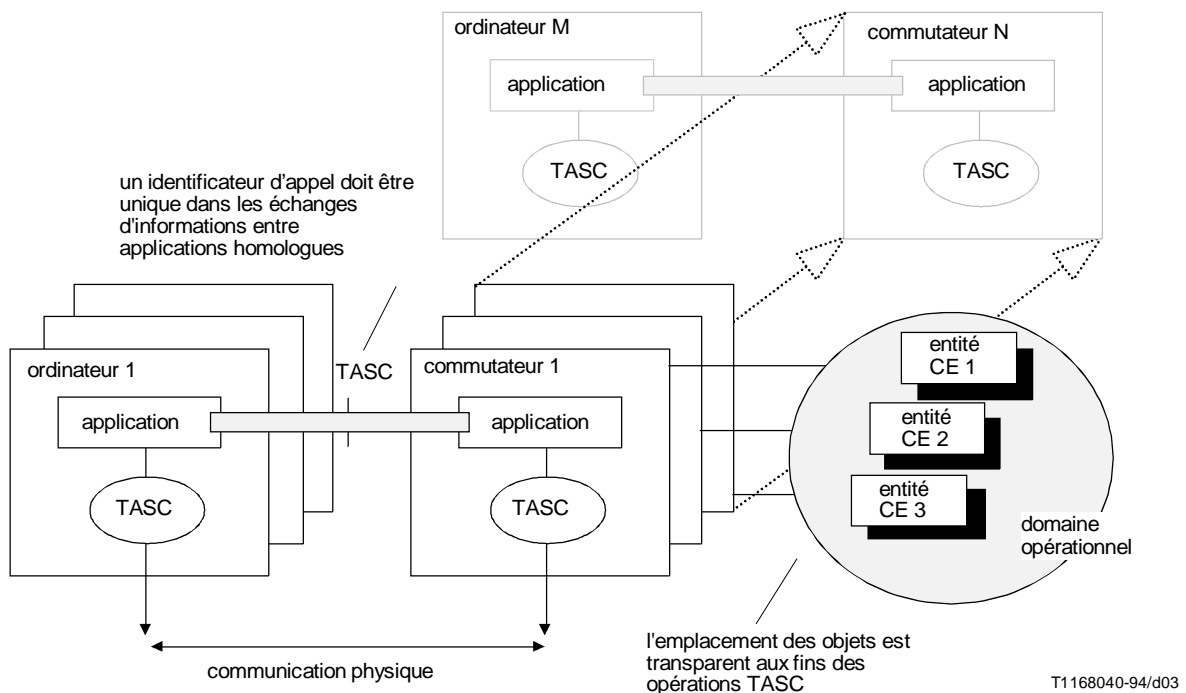 ordinateur M
commutateur N
application
application
TASC
TASC
un identificateur d'appel doit être
unique dans les échanges
d'informations entre
applications homologues
ordinateur 1
TASC
commutateur 1
application
application
TASC
TASC
entité
CE 1
entité
CE 2
entité
CE 3
domaine
opérationnel
communication physique
l'emplacement des objets est
transparent aux fins des
opérations TASC
T1168040-94/d03